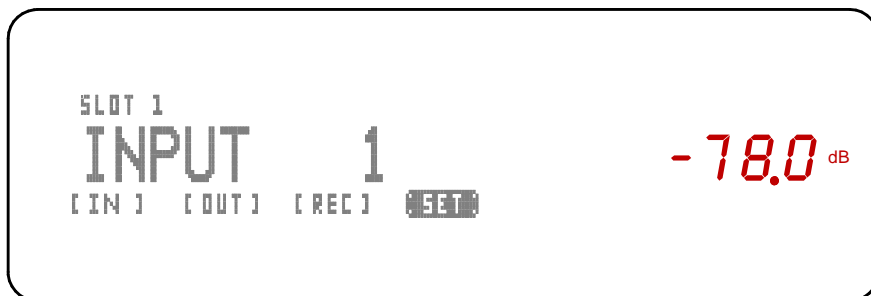 SLOT 1
INPUT 1
-78.0 dB
[IN] [OUT] [REC] [SET]